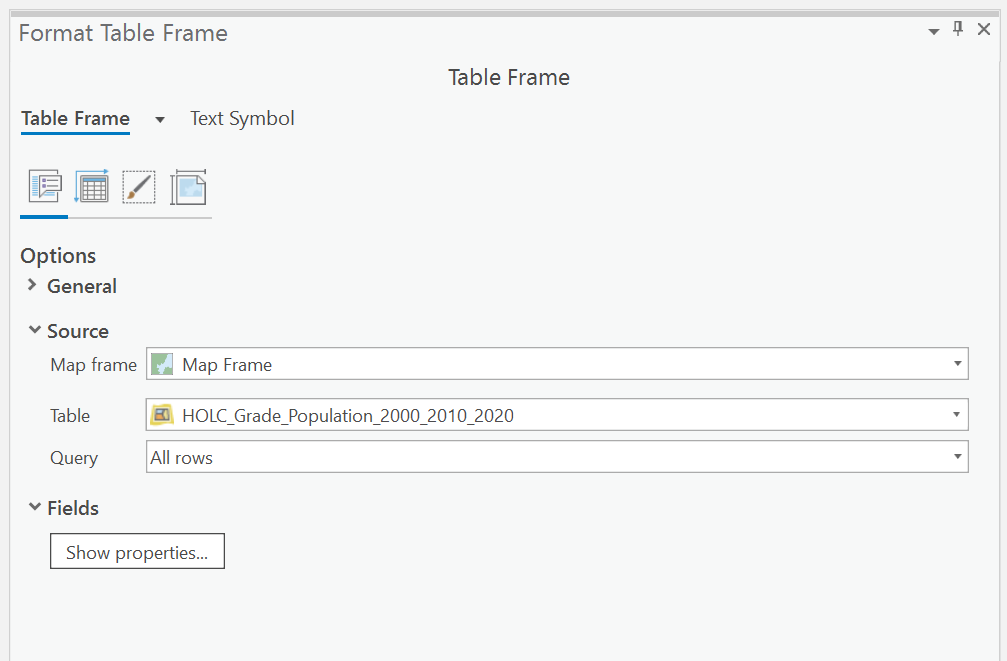 Format Table Frame
Table Frame
Table Frame Text Symbol
Options
General
Source
Map frame Map Frame
Table HOLC_Grade_Population_2000_2010_2020
Query All rows
Fields
Show properties...